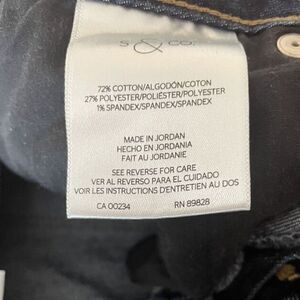 S & CO.
72% COTTON/ALGODÓN/COTON
27% POLYESTER/POLIÉSTER/POLYESTER
1% SPANDEX/SPANDEX/SPANDEX
MADE IN JORDAN
HECHO EN JORDANIA
FAIT AU JORDANIE
SEE REVERSE FOR CARE
VER AL REVERSO PARA EL CUIDADO
VOIR LES INSTRUCTIONS D'ENTRETIEN AU DOS
CA 00234 RN 89828